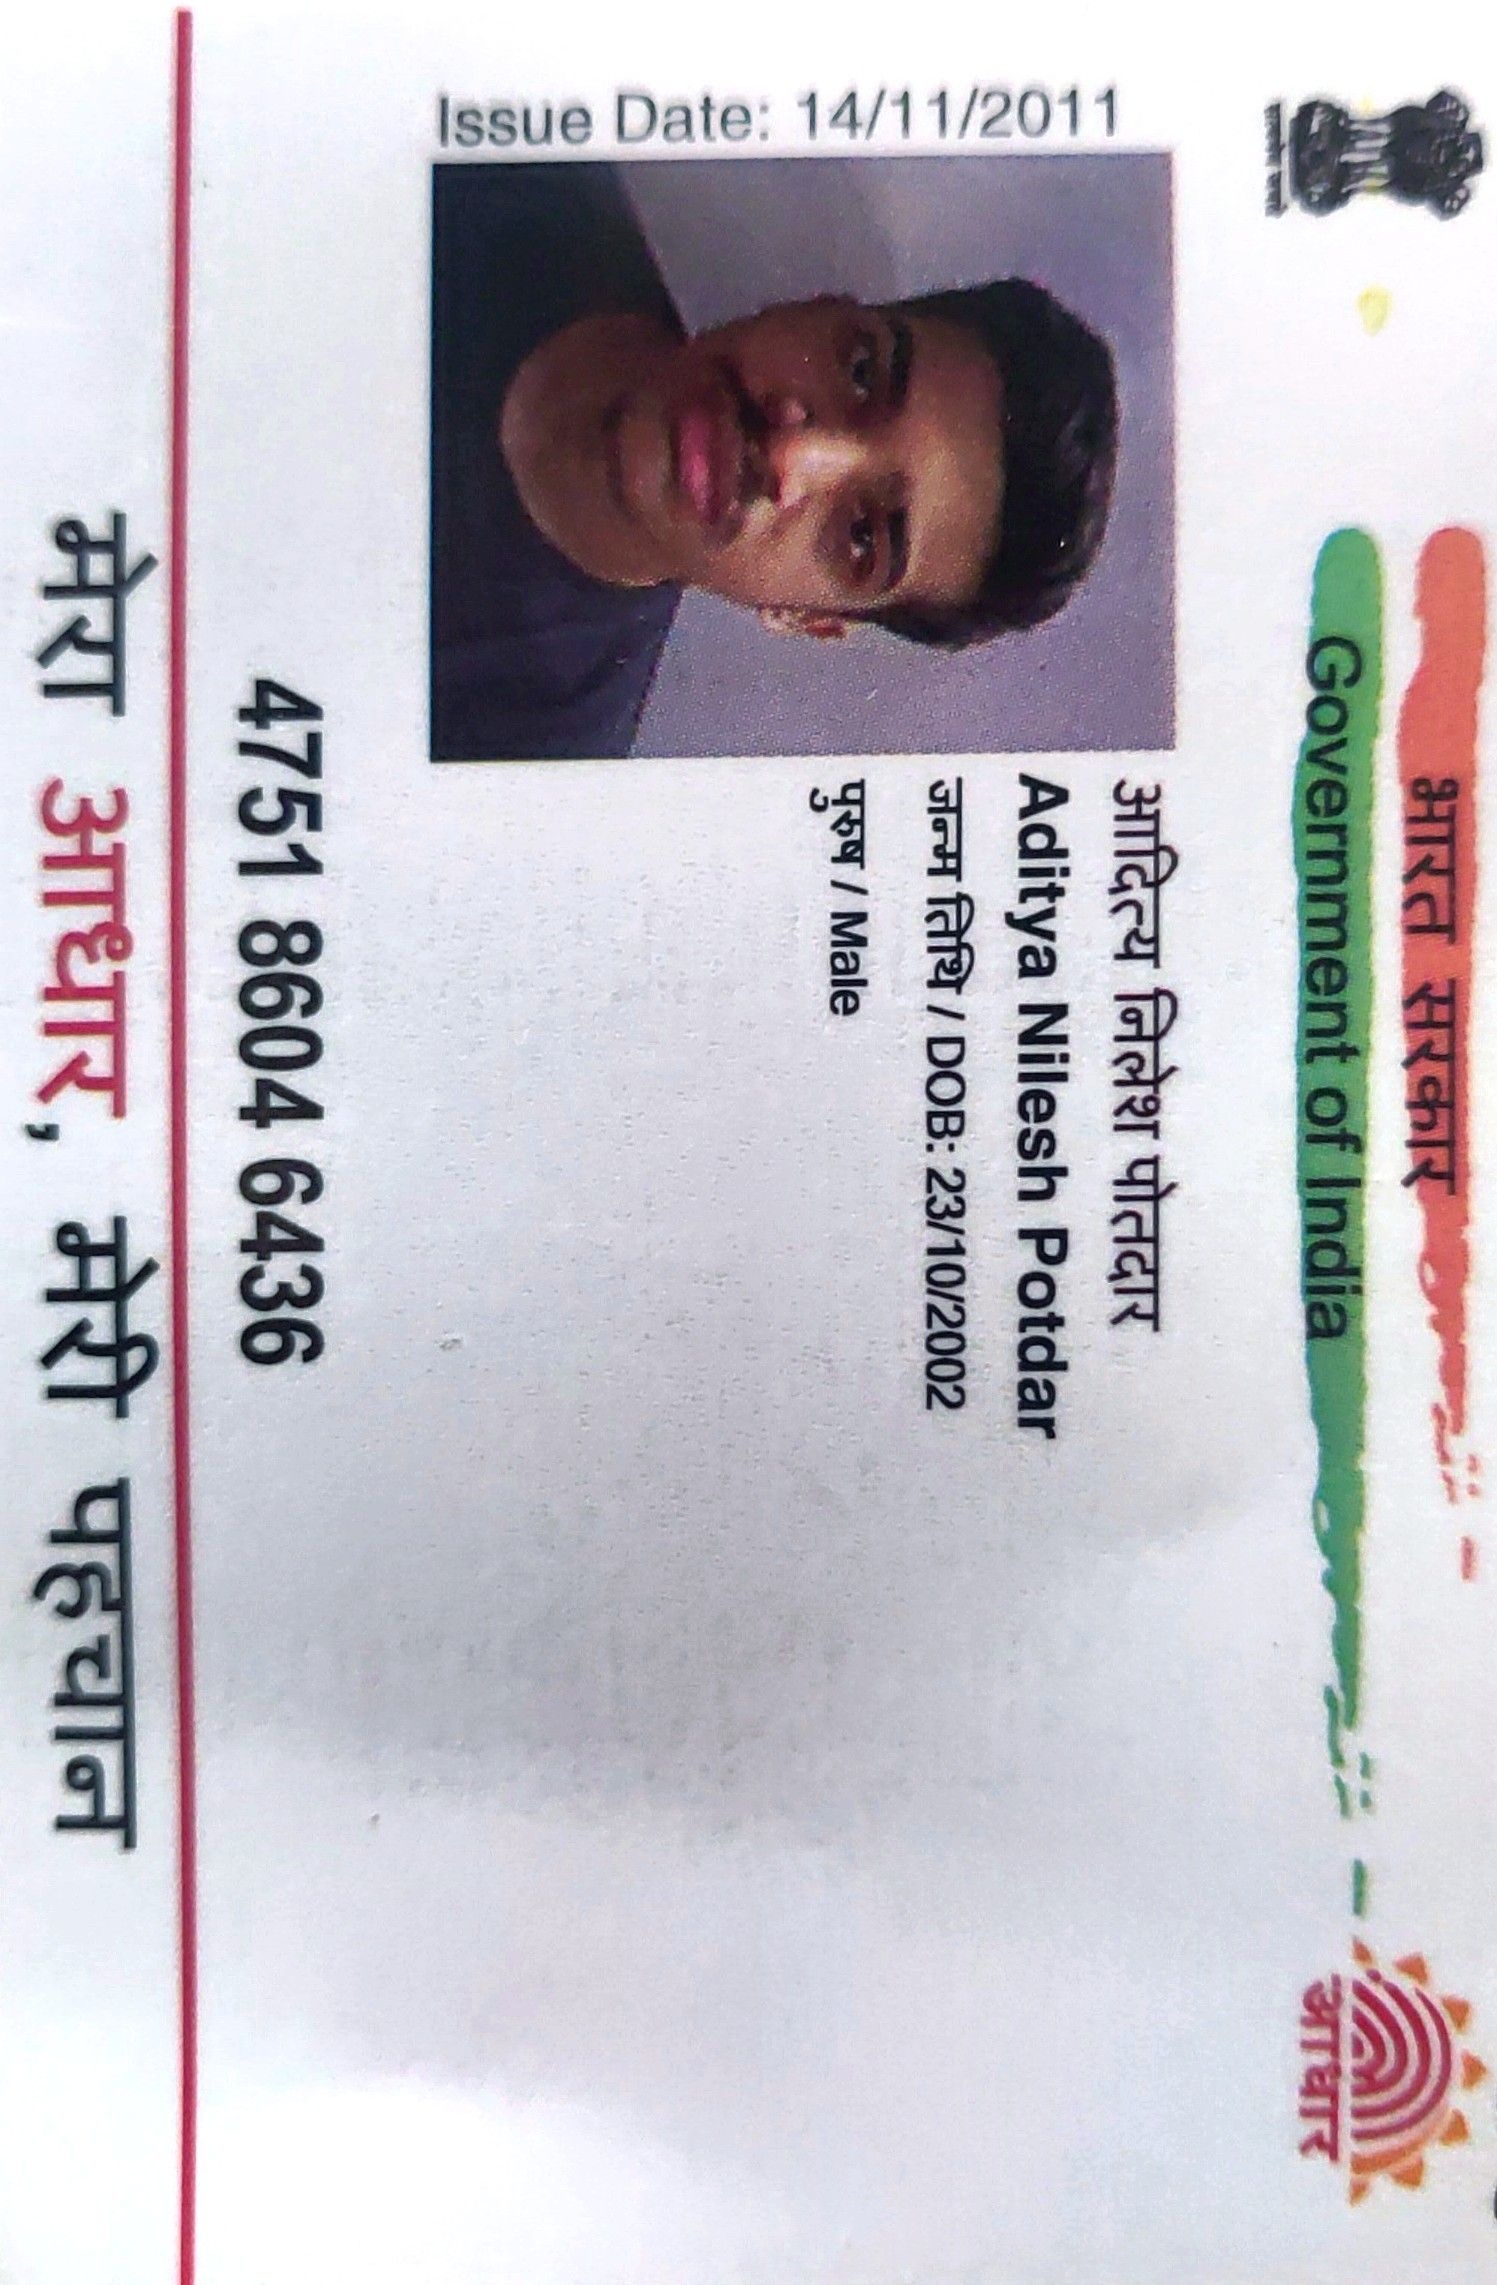 भारत सरकार
Government of India
आधार
Issue Date: 14/11/2011
आदित्य निलेश पोतदार
Aditya Nilesh Potdar
जन्म तिथि / DOB: 23/10/2002
पुरुष / Male
4751 8604 6436
मेरा आधार, मेरी पहचान